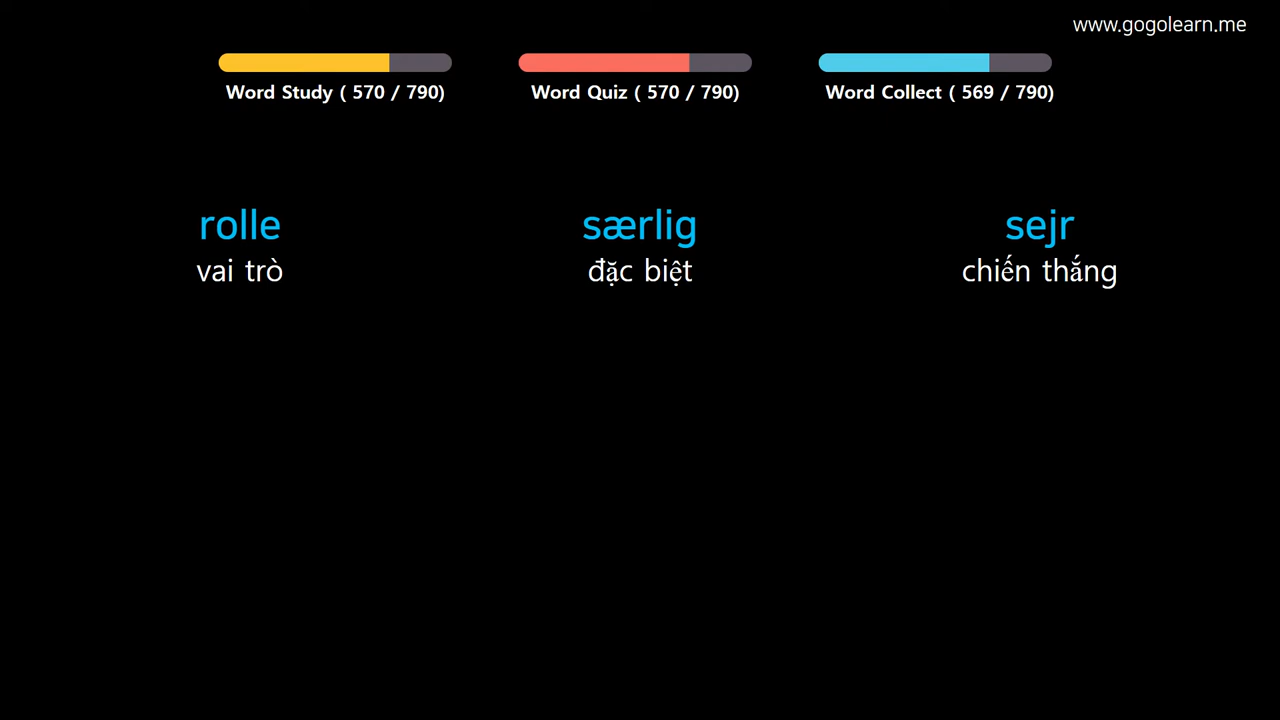 www.gogolearn.me
Word Study ( 570 / 790)
Word Quiz ( 570 / 790)
Word Collect ( 569 / 790)
rolle
vai trò
særlig
đặc biệt
sejr
chiến thắng